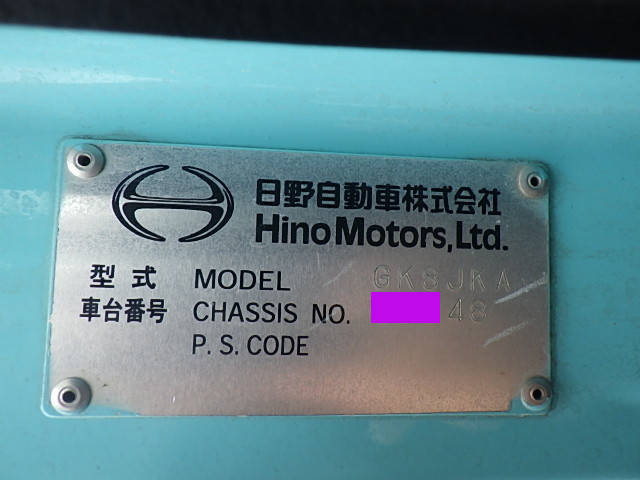 日野自動車株式会社
Hino Motors, Ltd.
型式 MODEL GK8JKA
車台番号 CHASSIS NO. 48
P. S. CODE